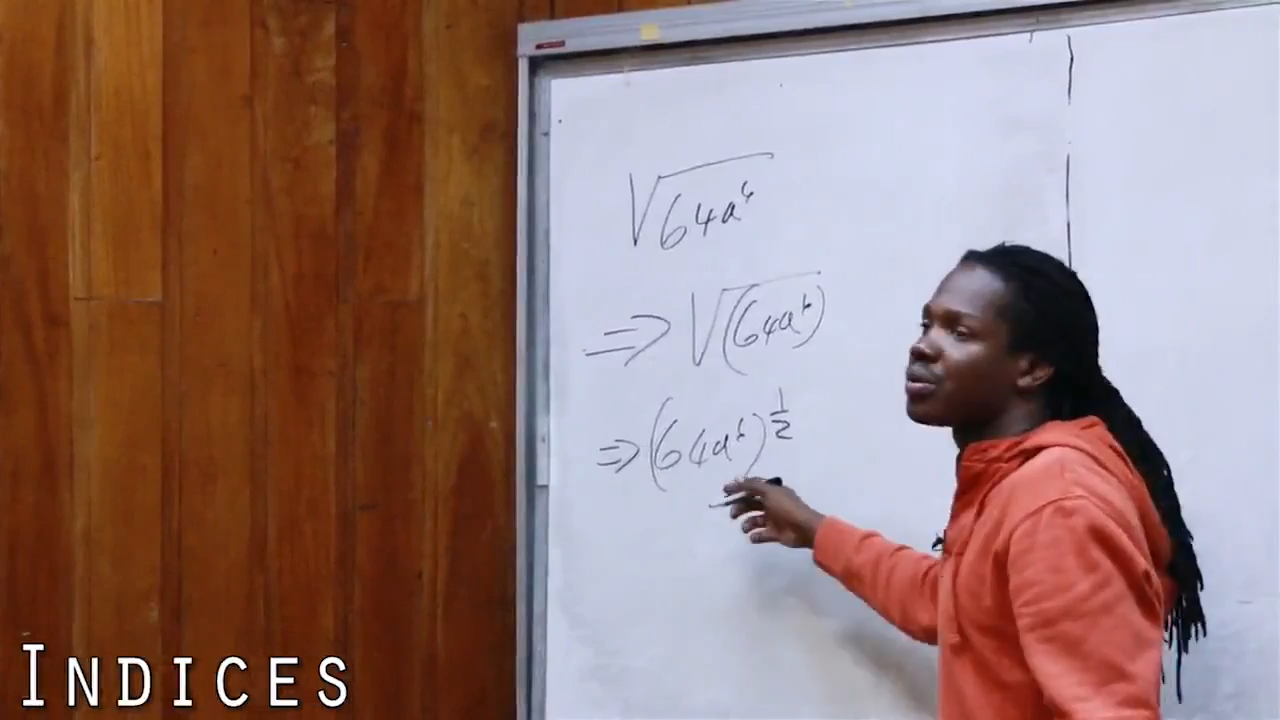 √64a⁶
⇒ √(64a⁶)
⇒ (64a⁶)^½
INDICES